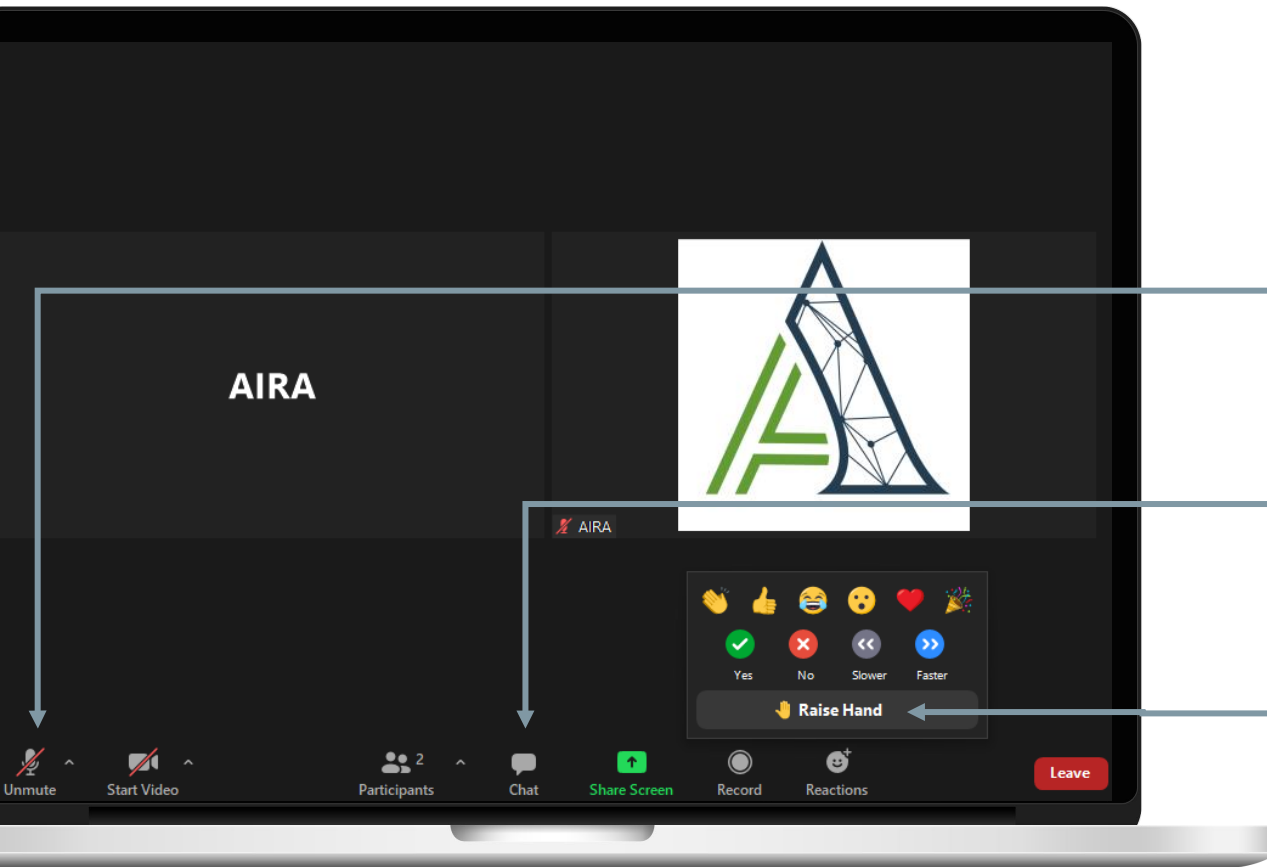 AIRA
AIRA
Yes No Slower Faster
Raise Hand
2
Unmute Start Video Participants Chat Share Screen Record Reactions Leave